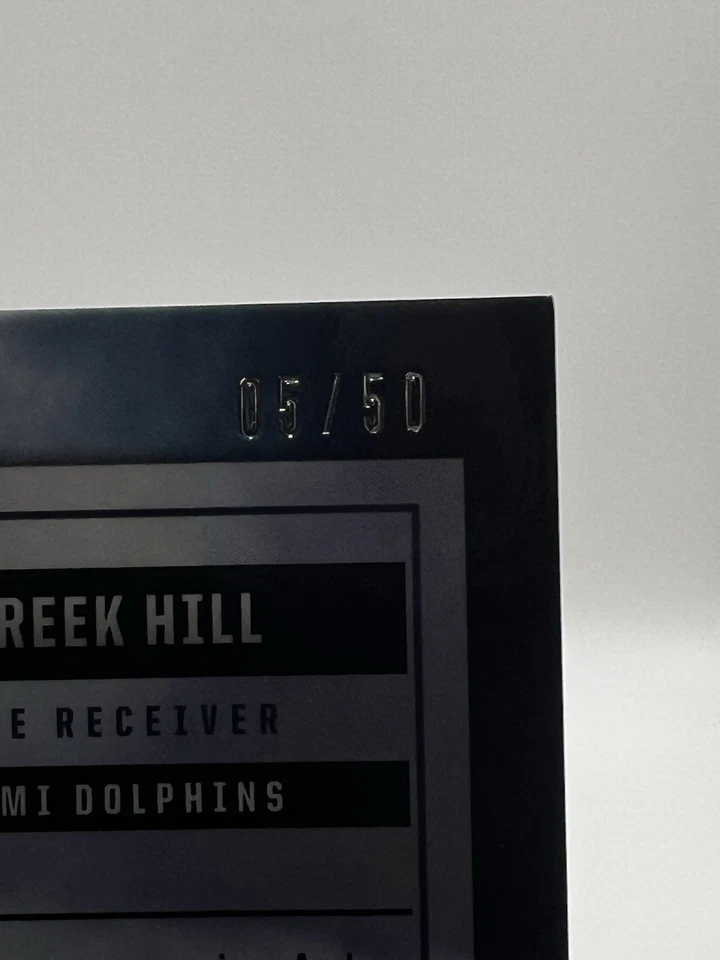 05/50
REEK HILL
E RECEIVER
MI DOLPHINS